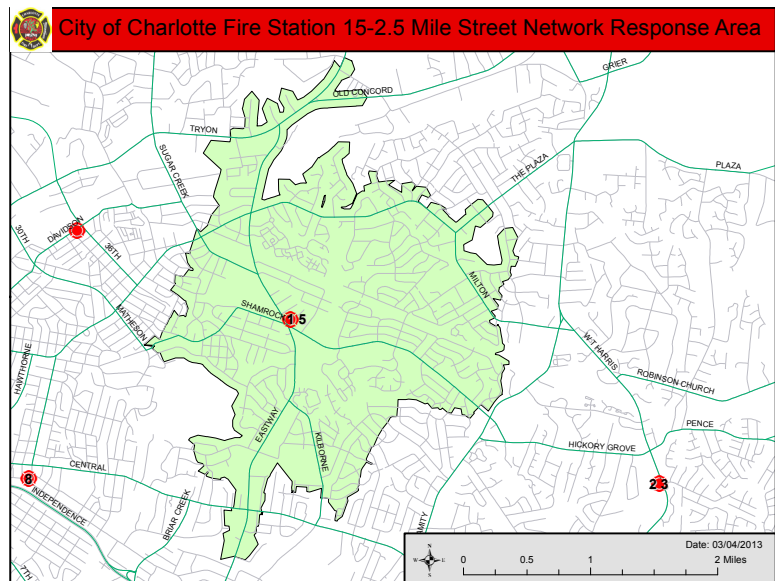 City of Charlotte Fire Station 15-2.5 Mile Street Network Response Area
GRIER
OLD CONCORD
TRYON
SUGAR CREEK
THE PLAZA
PLAZA
30TH
DAVIDSON
36TH
MILTON
MATHESON
SHAMROCK
15
HAWTHORNE
WT HARRIS
ROBINSON CHURCH
EASTWAY
KILBORNE
PENCE
HICKORY GROVE
CENTRAL
8
23
INDEPENDENCE
BRIAR CREEK
7TH
Date: 03/04/2013
N
W
S
0 0.5 1 2 Miles